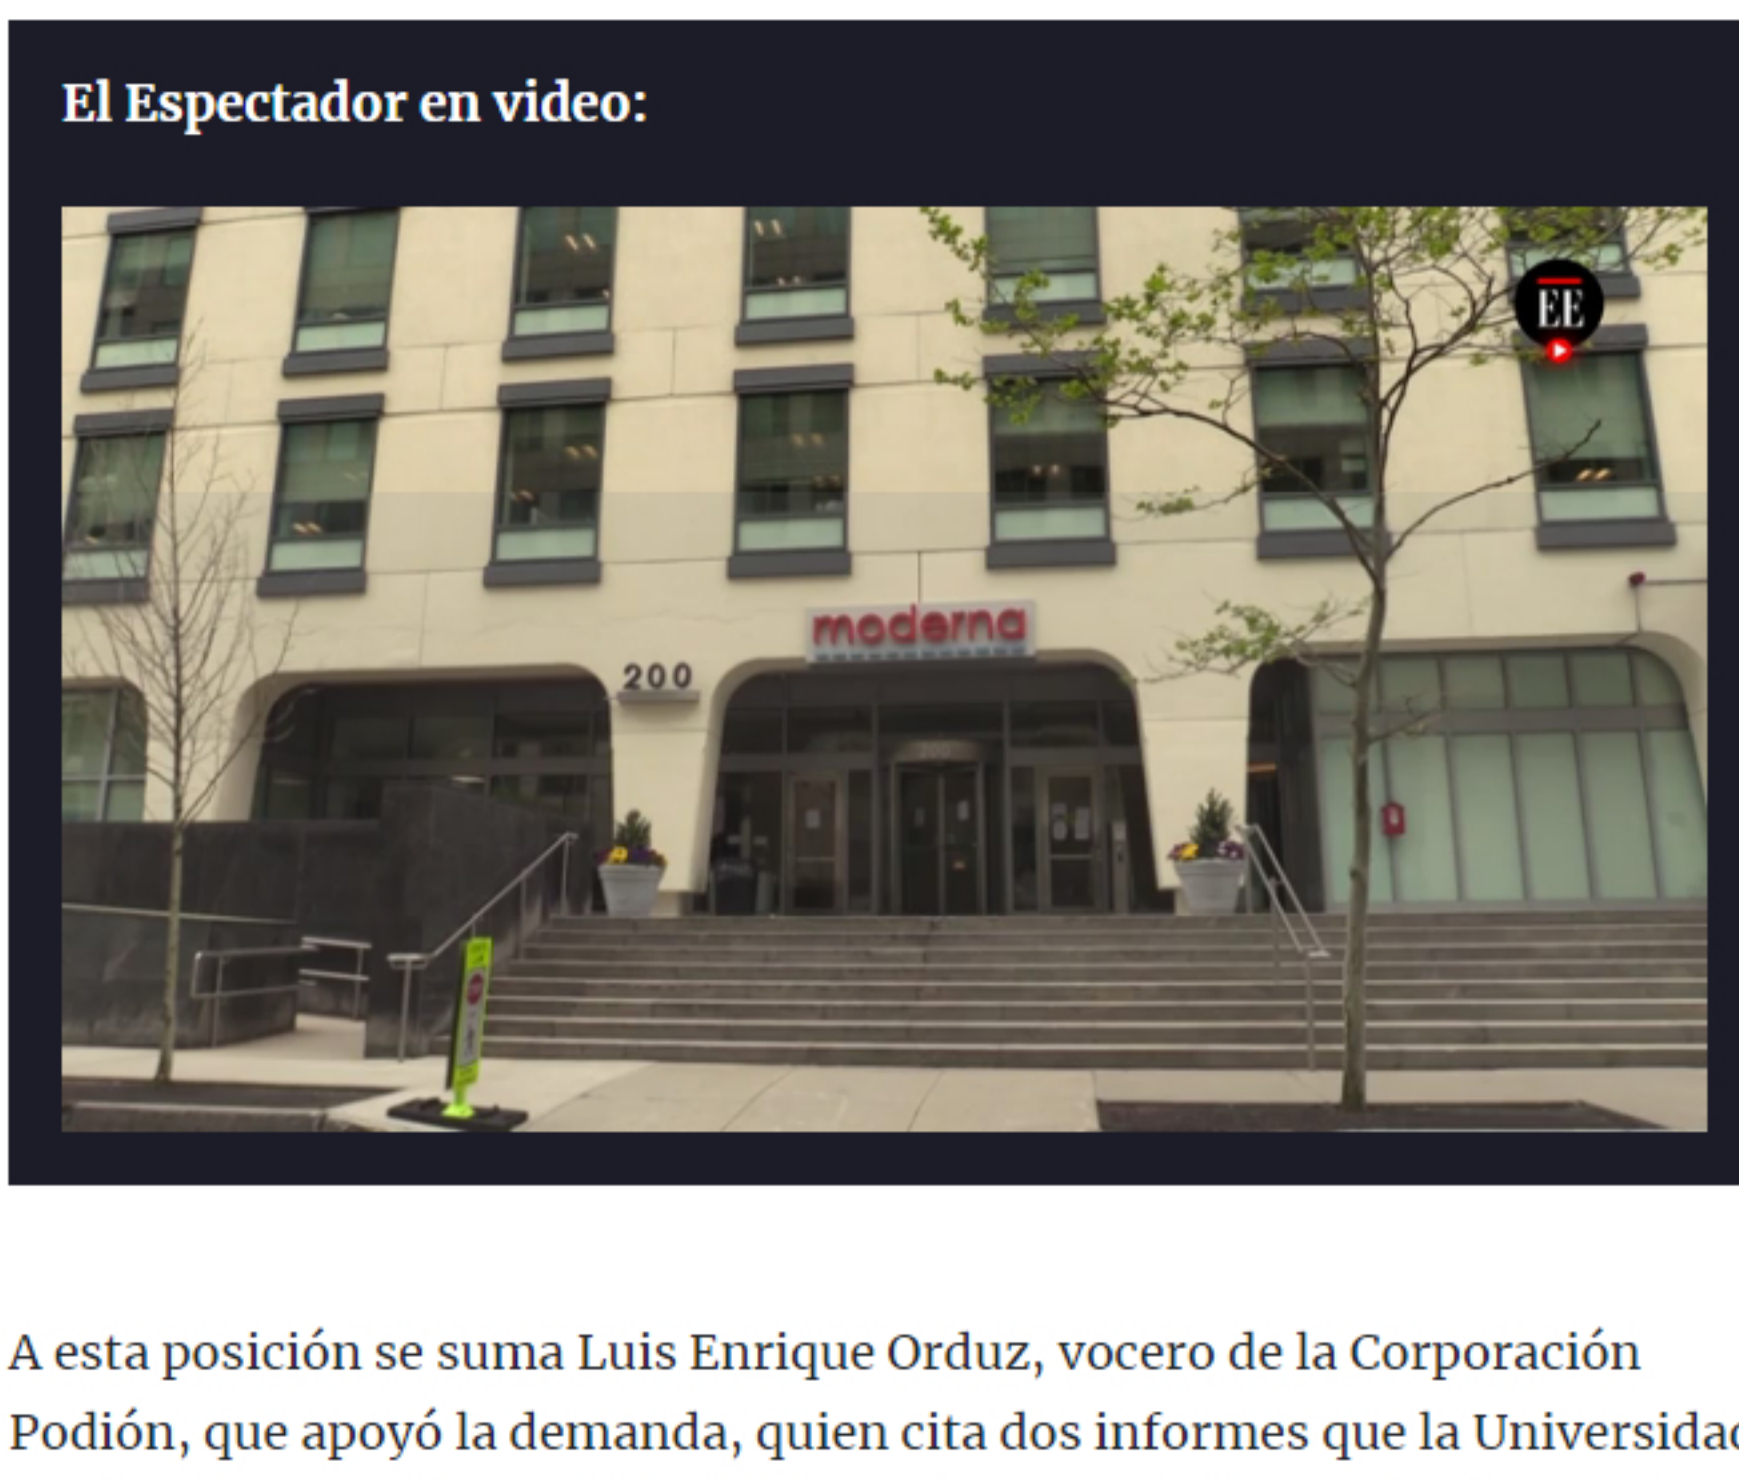 El Espectador en video:
EE
moderna
200
A esta posición se suma Luis Enrique Orduz, vocero de la Corporación
Podión, que apoyó la demanda, quien cita dos informes que la Universidad